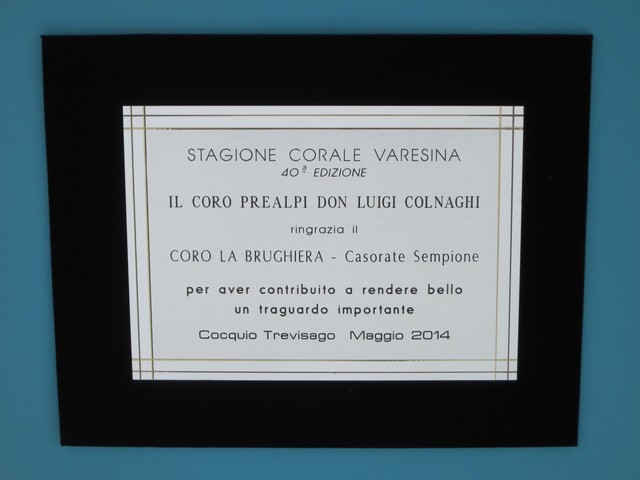 STAGIONE CORALE VARESINA
40ª EDIZIONE
IL CORO PREALPI DON LUIGI COLNAGHI
ringrazia il
CORO LA BRUGHIERA - Casorate Sempione
per aver contribuito a rendere bello
un traguardo importante
Cocquio Trevisago Maggio 2014